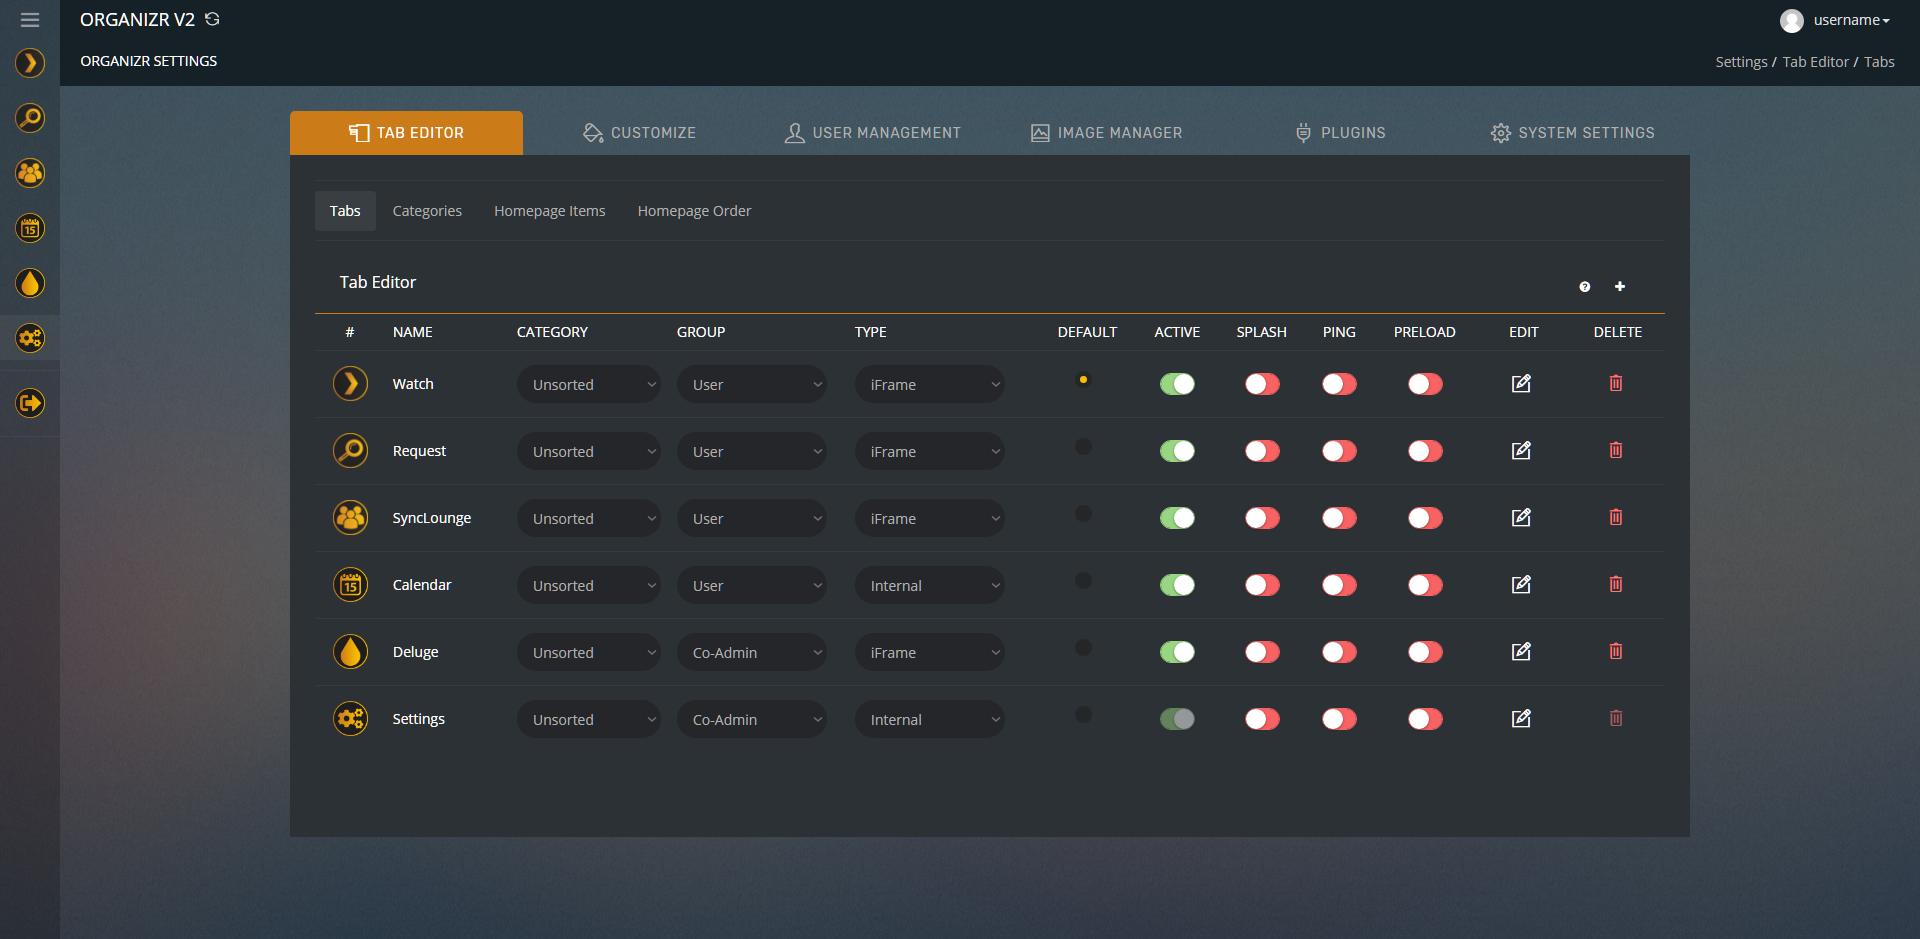 ORGANIZR V2
username
ORGANIZR SETTINGS
Settings / Tab Editor / Tabs
TAB EDITOR CUSTOMIZE USER MANAGEMENT IMAGE MANAGER PLUGINS SYSTEM SETTINGS
Tabs Categories Homepage Items Homepage Order
Tab Editor
# NAME CATEGORY GROUP TYPE DEFAULT ACTIVE SPLASH PING PRELOAD EDIT DELETE
Watch Unsorted User iFrame
Request Unsorted User iFrame
SyncLounge Unsorted User iFrame
15 Calendar Unsorted User Internal
Deluge Unsorted Co-Admin iFrame
Settings Unsorted Co-Admin Internal
15